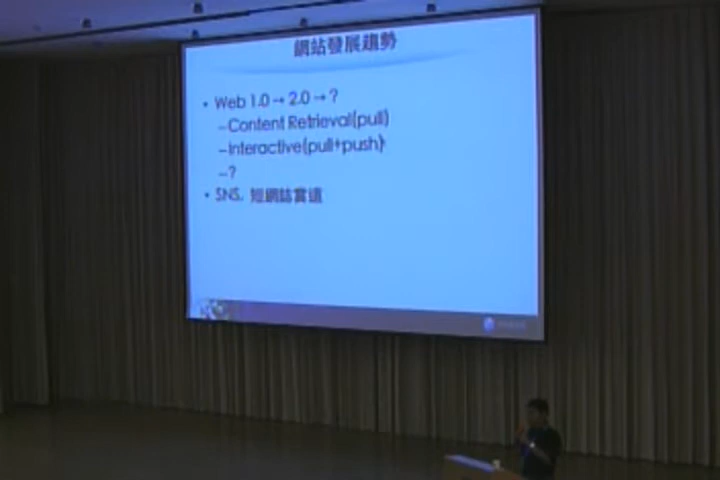 網站發展趨勢
• Web 1.0 → 2.0 → ?
–Content Retrieval(pull)
–Interactive(pull+push)
–?
• SNS, 短網誌當道